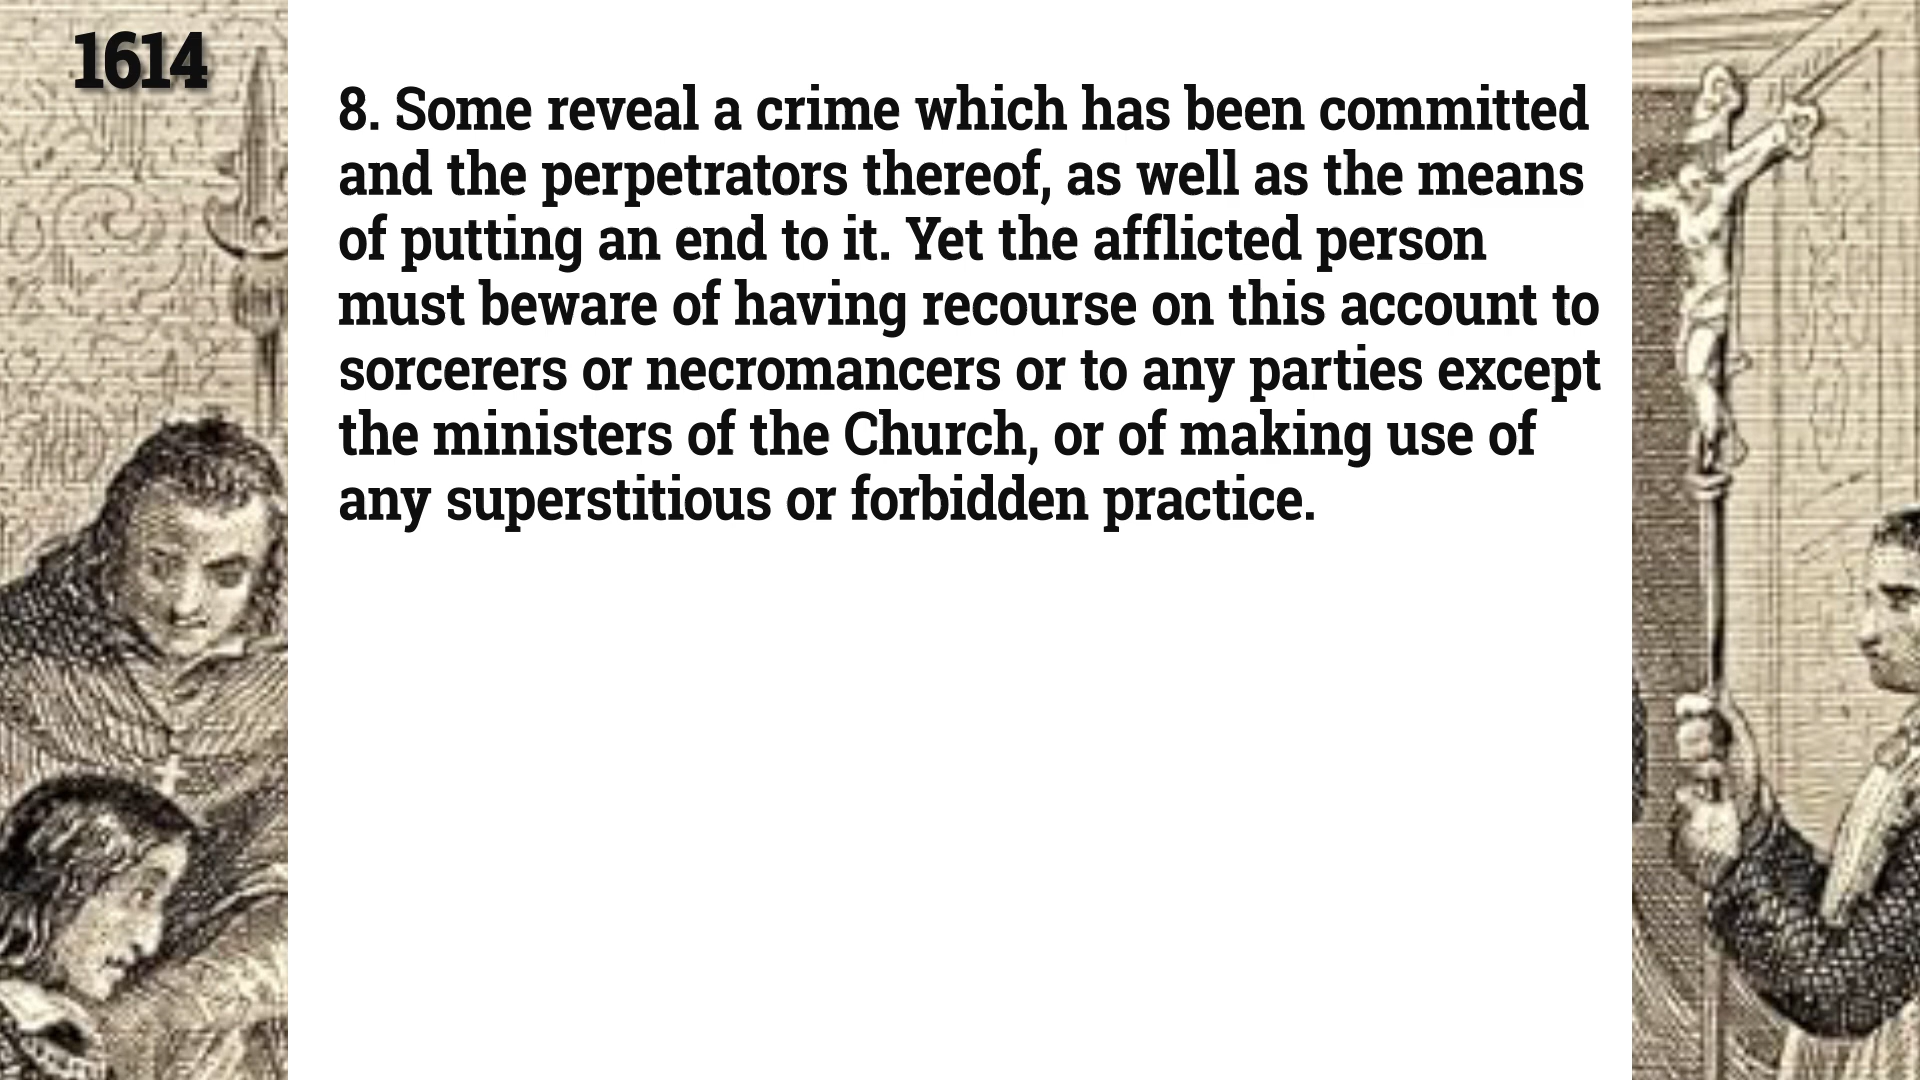 1614
8. Some reveal a crime which has been committed
and the perpetrators thereof, as well as the means
of putting an end to it. Yet the afflicted person
must beware of having recourse on this account to
sorcerers or necromancers or to any parties except
the ministers of the Church, or of making use of
any superstitious or forbidden practice.